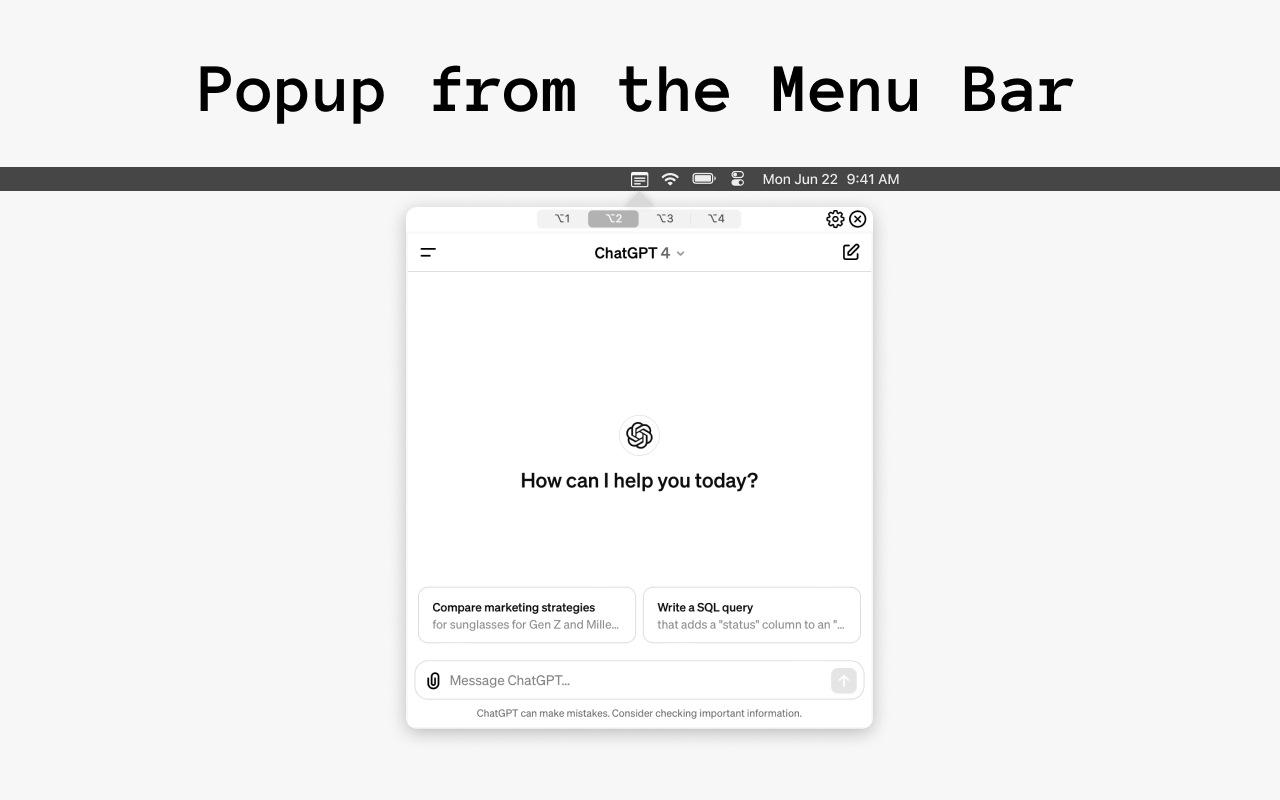 Popup from the Menu Bar
Mon Jun 22 9:41 AM
⌥1 ⌥2 ⌥3 ⌥4
ChatGPT 4
How can I help you today?
Compare marketing strategies
for sunglasses for Gen Z and Mille...
Write a SQL query
that adds a "status" column to an "...
Message ChatGPT...
ChatGPT can make mistakes. Consider checking important information.